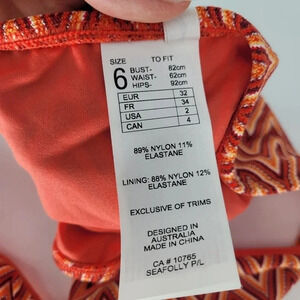 SIZE TO FIT
6 BUST- 82cm
WAIST- 62cm
HIPS- 92cm
EUR 32
FR 34
USA 2
CAN 4
89% NYLON 11%
ELASTANE
LINING: 88% NYLON 12%
ELASTANE
EXCLUSIVE OF TRIMS
DESIGNED IN
AUSTRALIA
MADE IN CHINA
CA # 10765
SEAFOLLY P/L